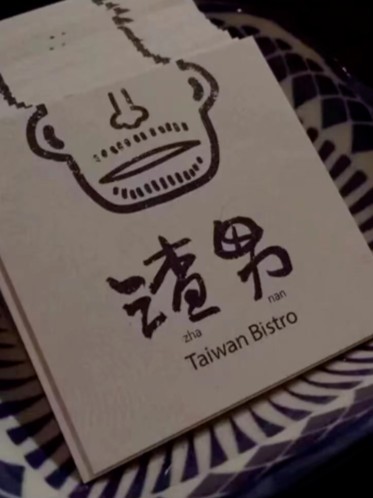 渣男
zha nan
Taiwan Bistro